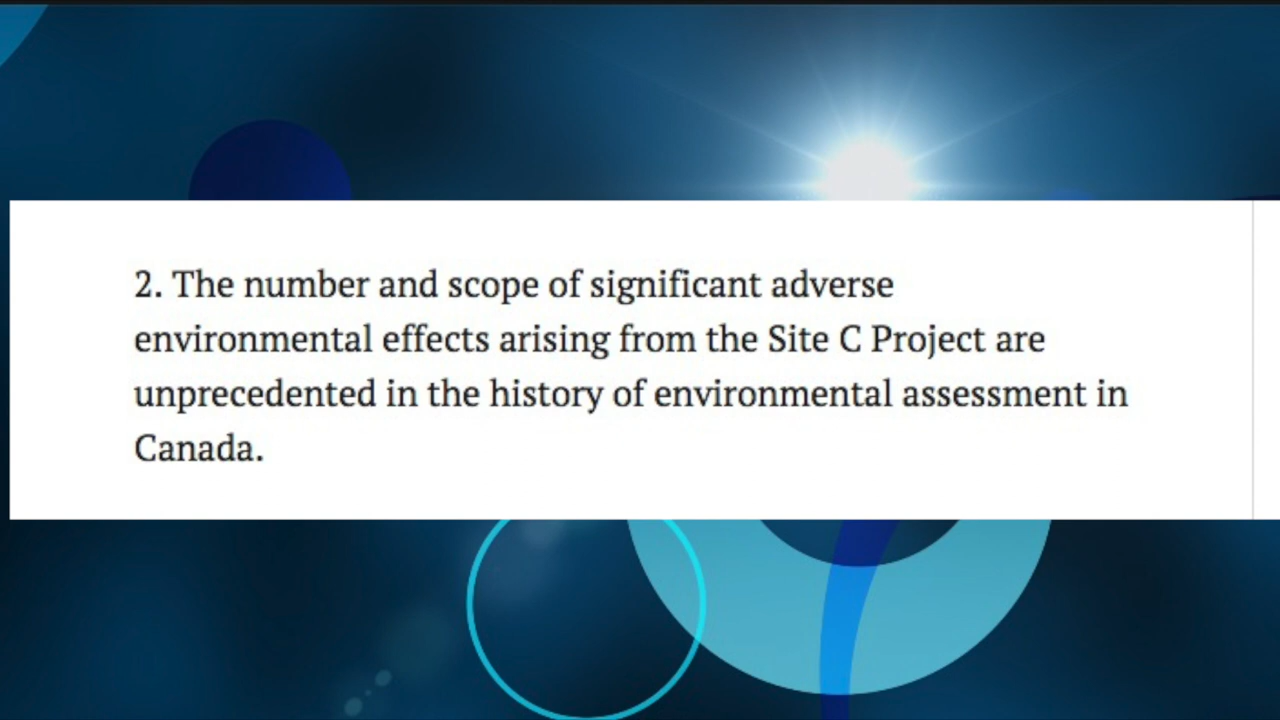 2. The number and scope of significant adverse
environmental effects arising from the Site C Project are
unprecedented in the history of environmental assessment in
Canada.